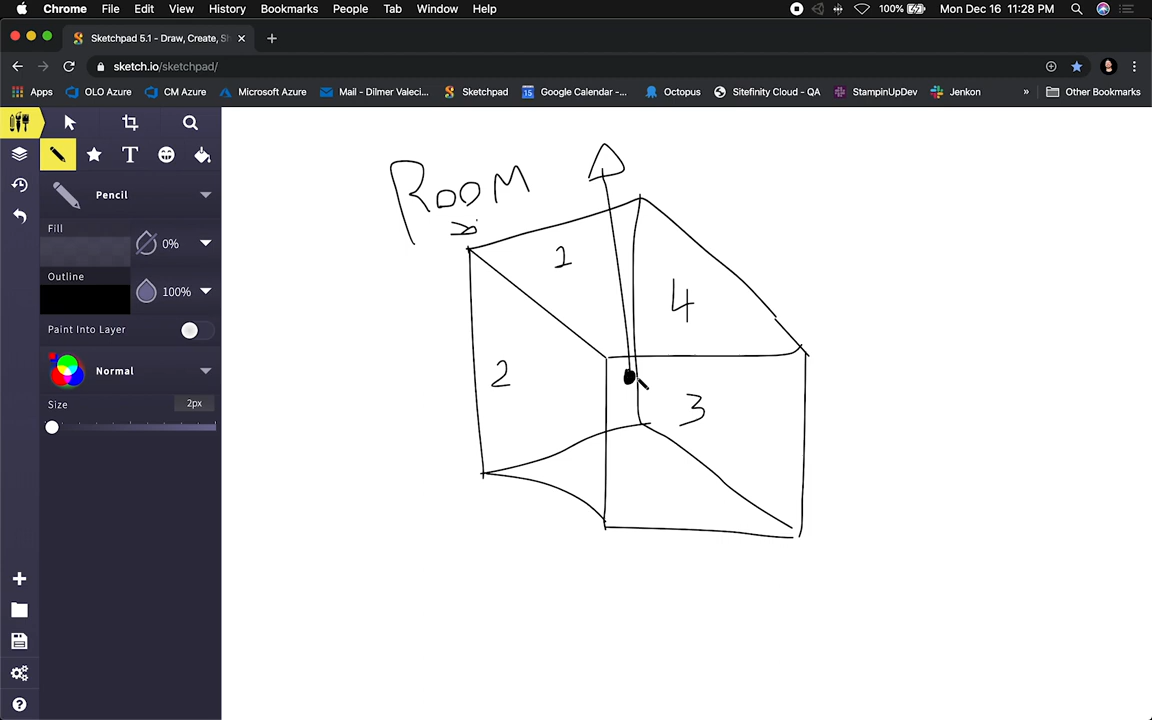 Chrome File Edit View History Bookmarks People Tab Window Help 100% Mon Dec 16 11:28 PM
Sketchpad 5.1 - Draw, Create, Sh
sketch.io/sketchpad/
Apps OLO Azure CM Azure Microsoft Azure Mail - Dilmer Valeci... Sketchpad Google Calendar -... Octopus Sitefinity Cloud - QA StampinUpDev Jenkon » Other Bookmarks
T
Pencil
Fill
0%
Outline
100%
Paint Into Layer
Normal
Size 2px
ROOM
1
4
2
3